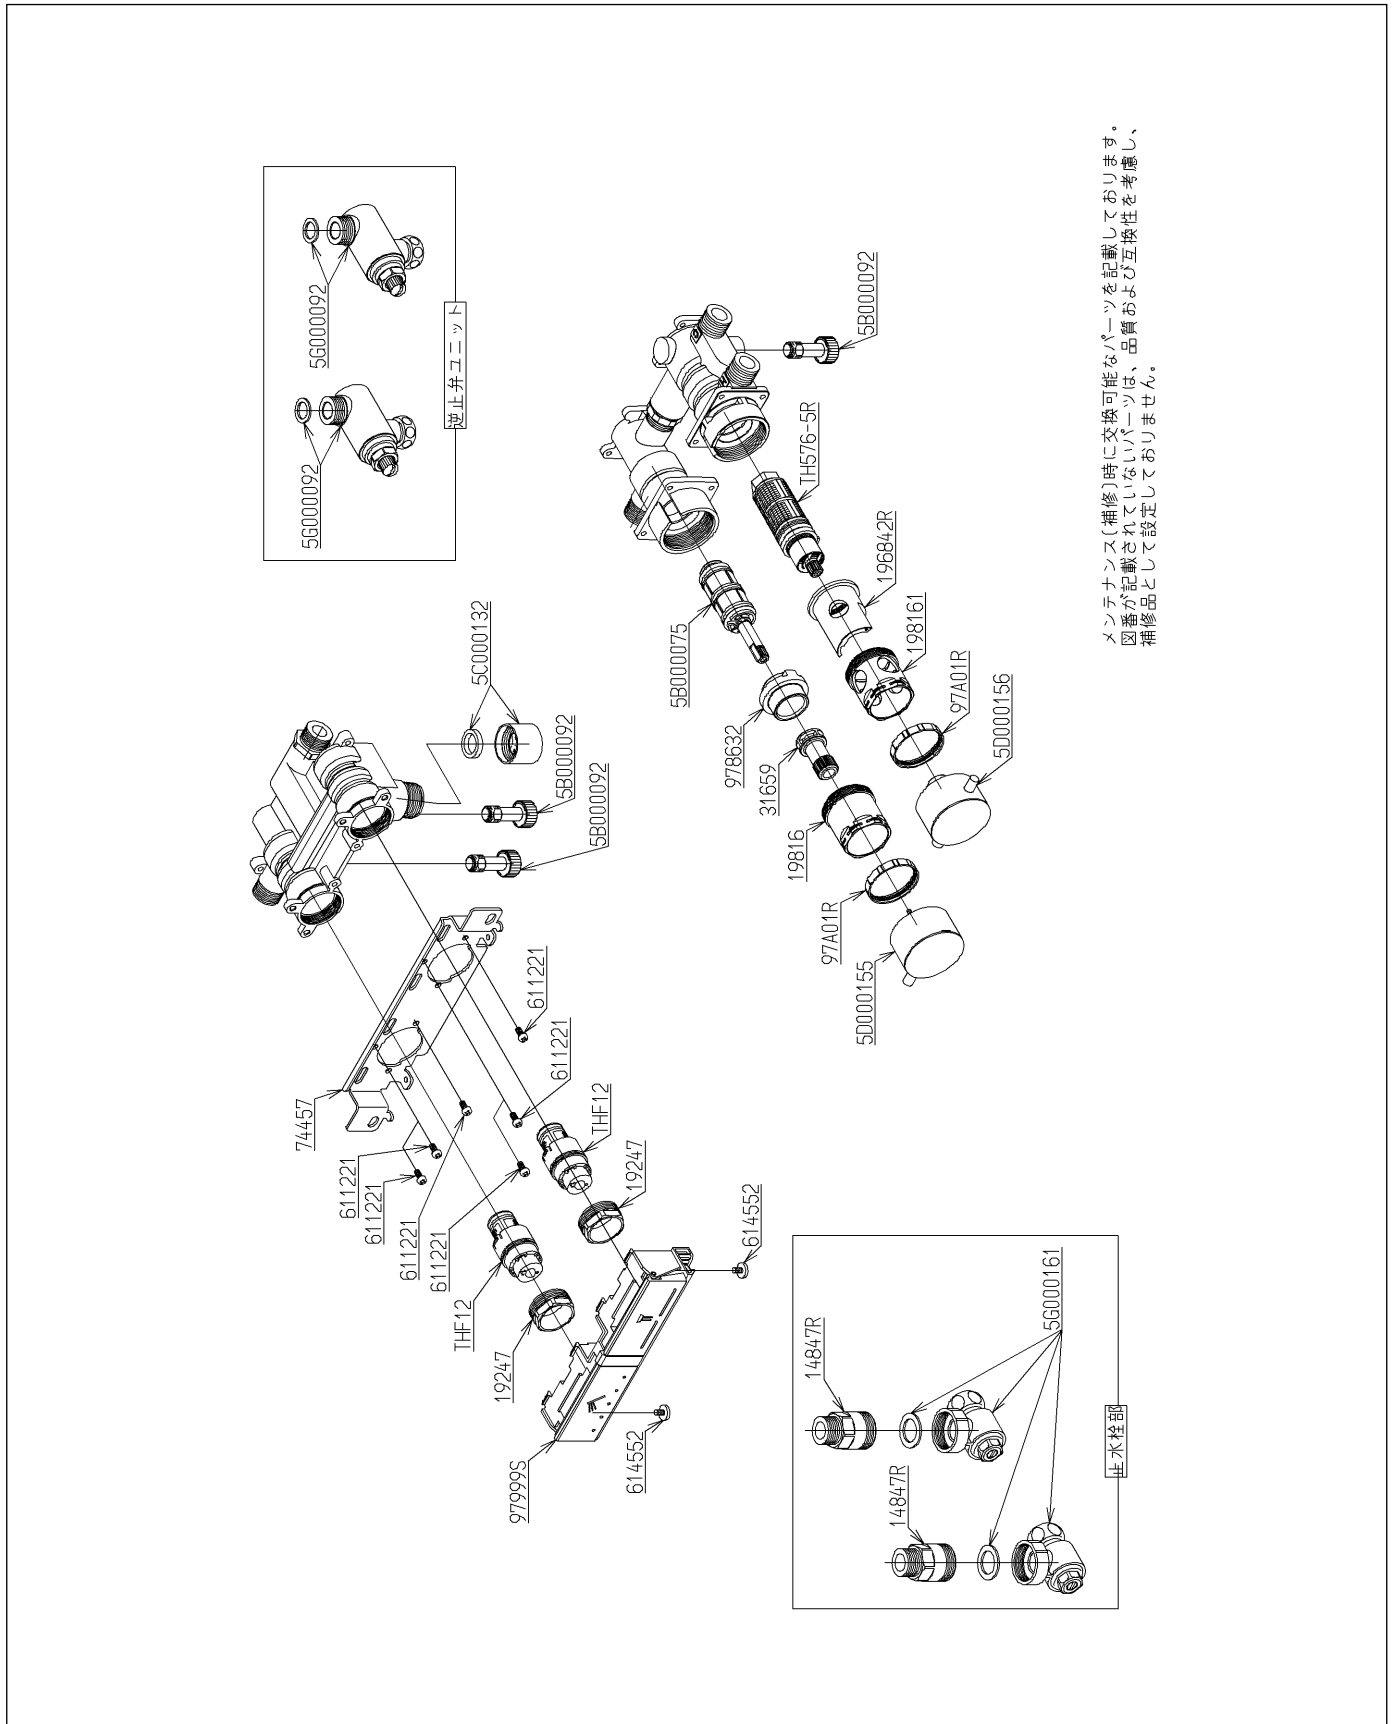 5G000092
5G000092
逆止弁ユニット
5B000092
TH576-5R
196842R
198161
97A01R
5D000156
5B000075
978632
31659
19816
97A01R
5D000155
5C000132
5B000092
5B000092
74457
611221
611221
611221
611221
611221
611221
THF12
THF12
19247
19247
614552
614552
97999S
14847R
14847R
5G000161
止水栓部
メンテナンス(補修)時に交換可能なパーツを記載しております。
図番が記載されていないパーツは、品質および互換性を考慮し、
補修品として設定しておりません。